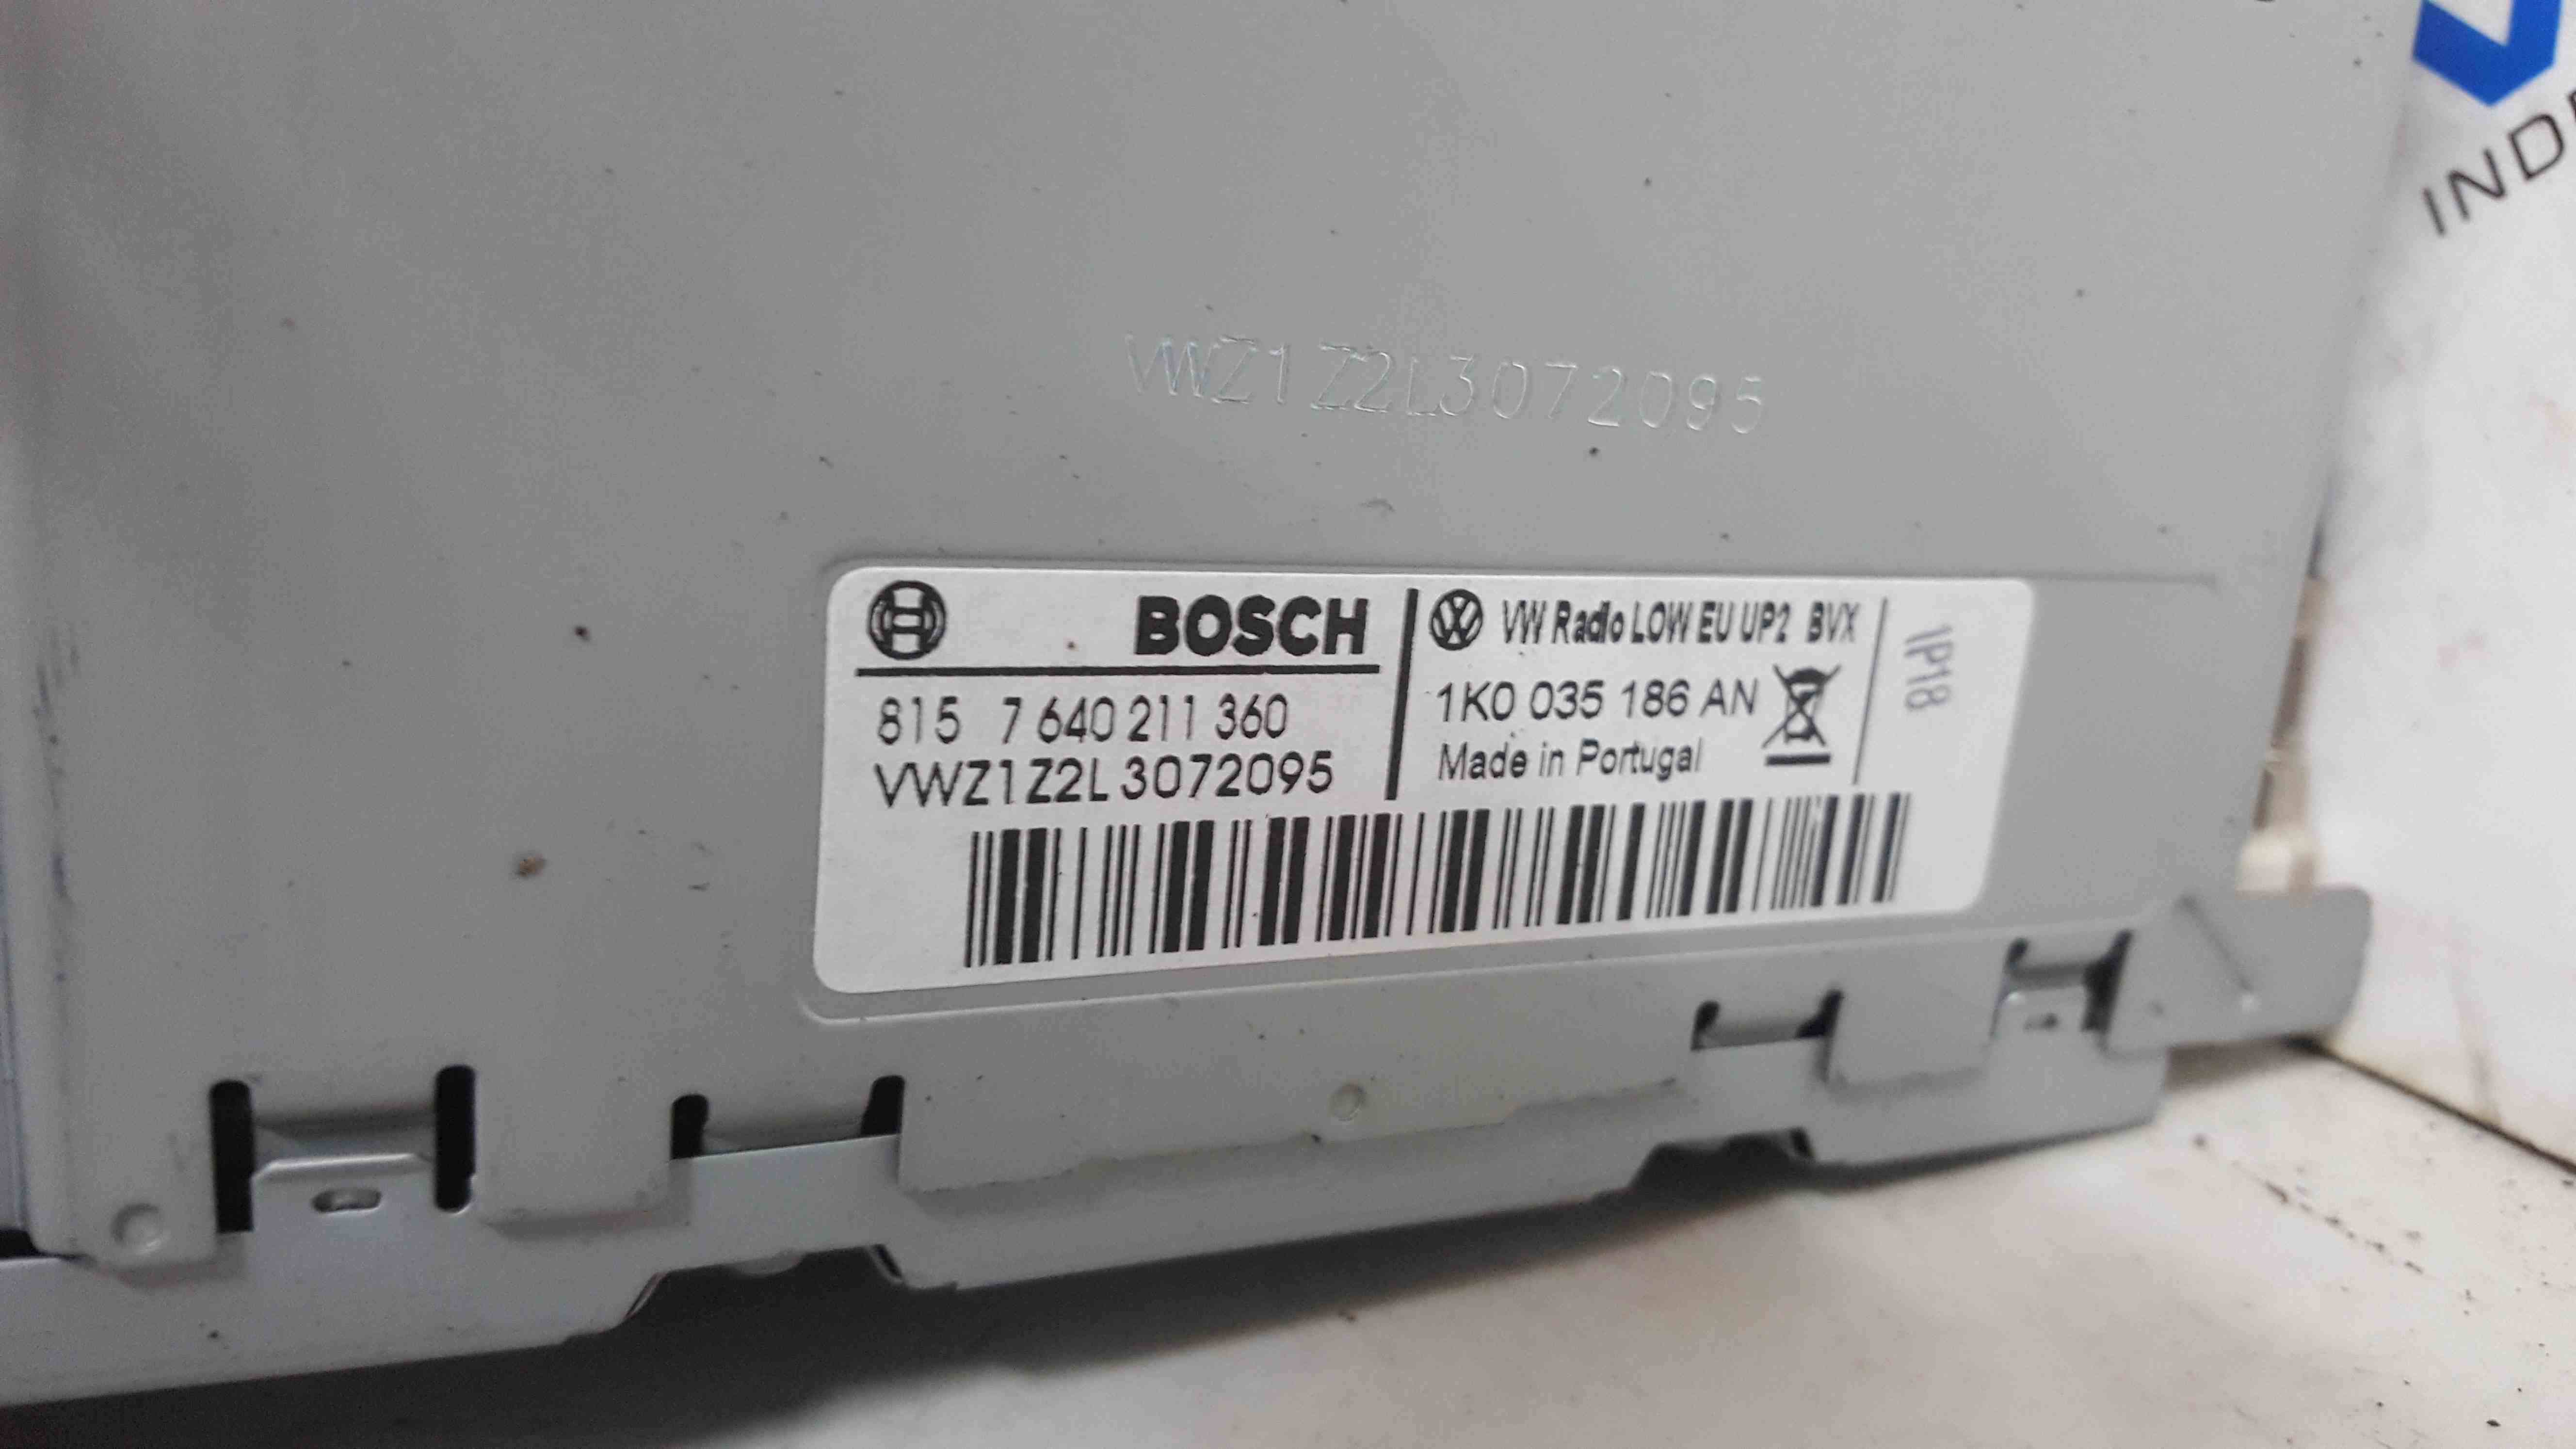 VWZ1Z2L3072095
BOSCH
815 7 640 211 360
VWZ1Z2L3072095
VW Radio LOW EU UP2 BVX
1K0 035 186 AN
Made in Portugal
1P18